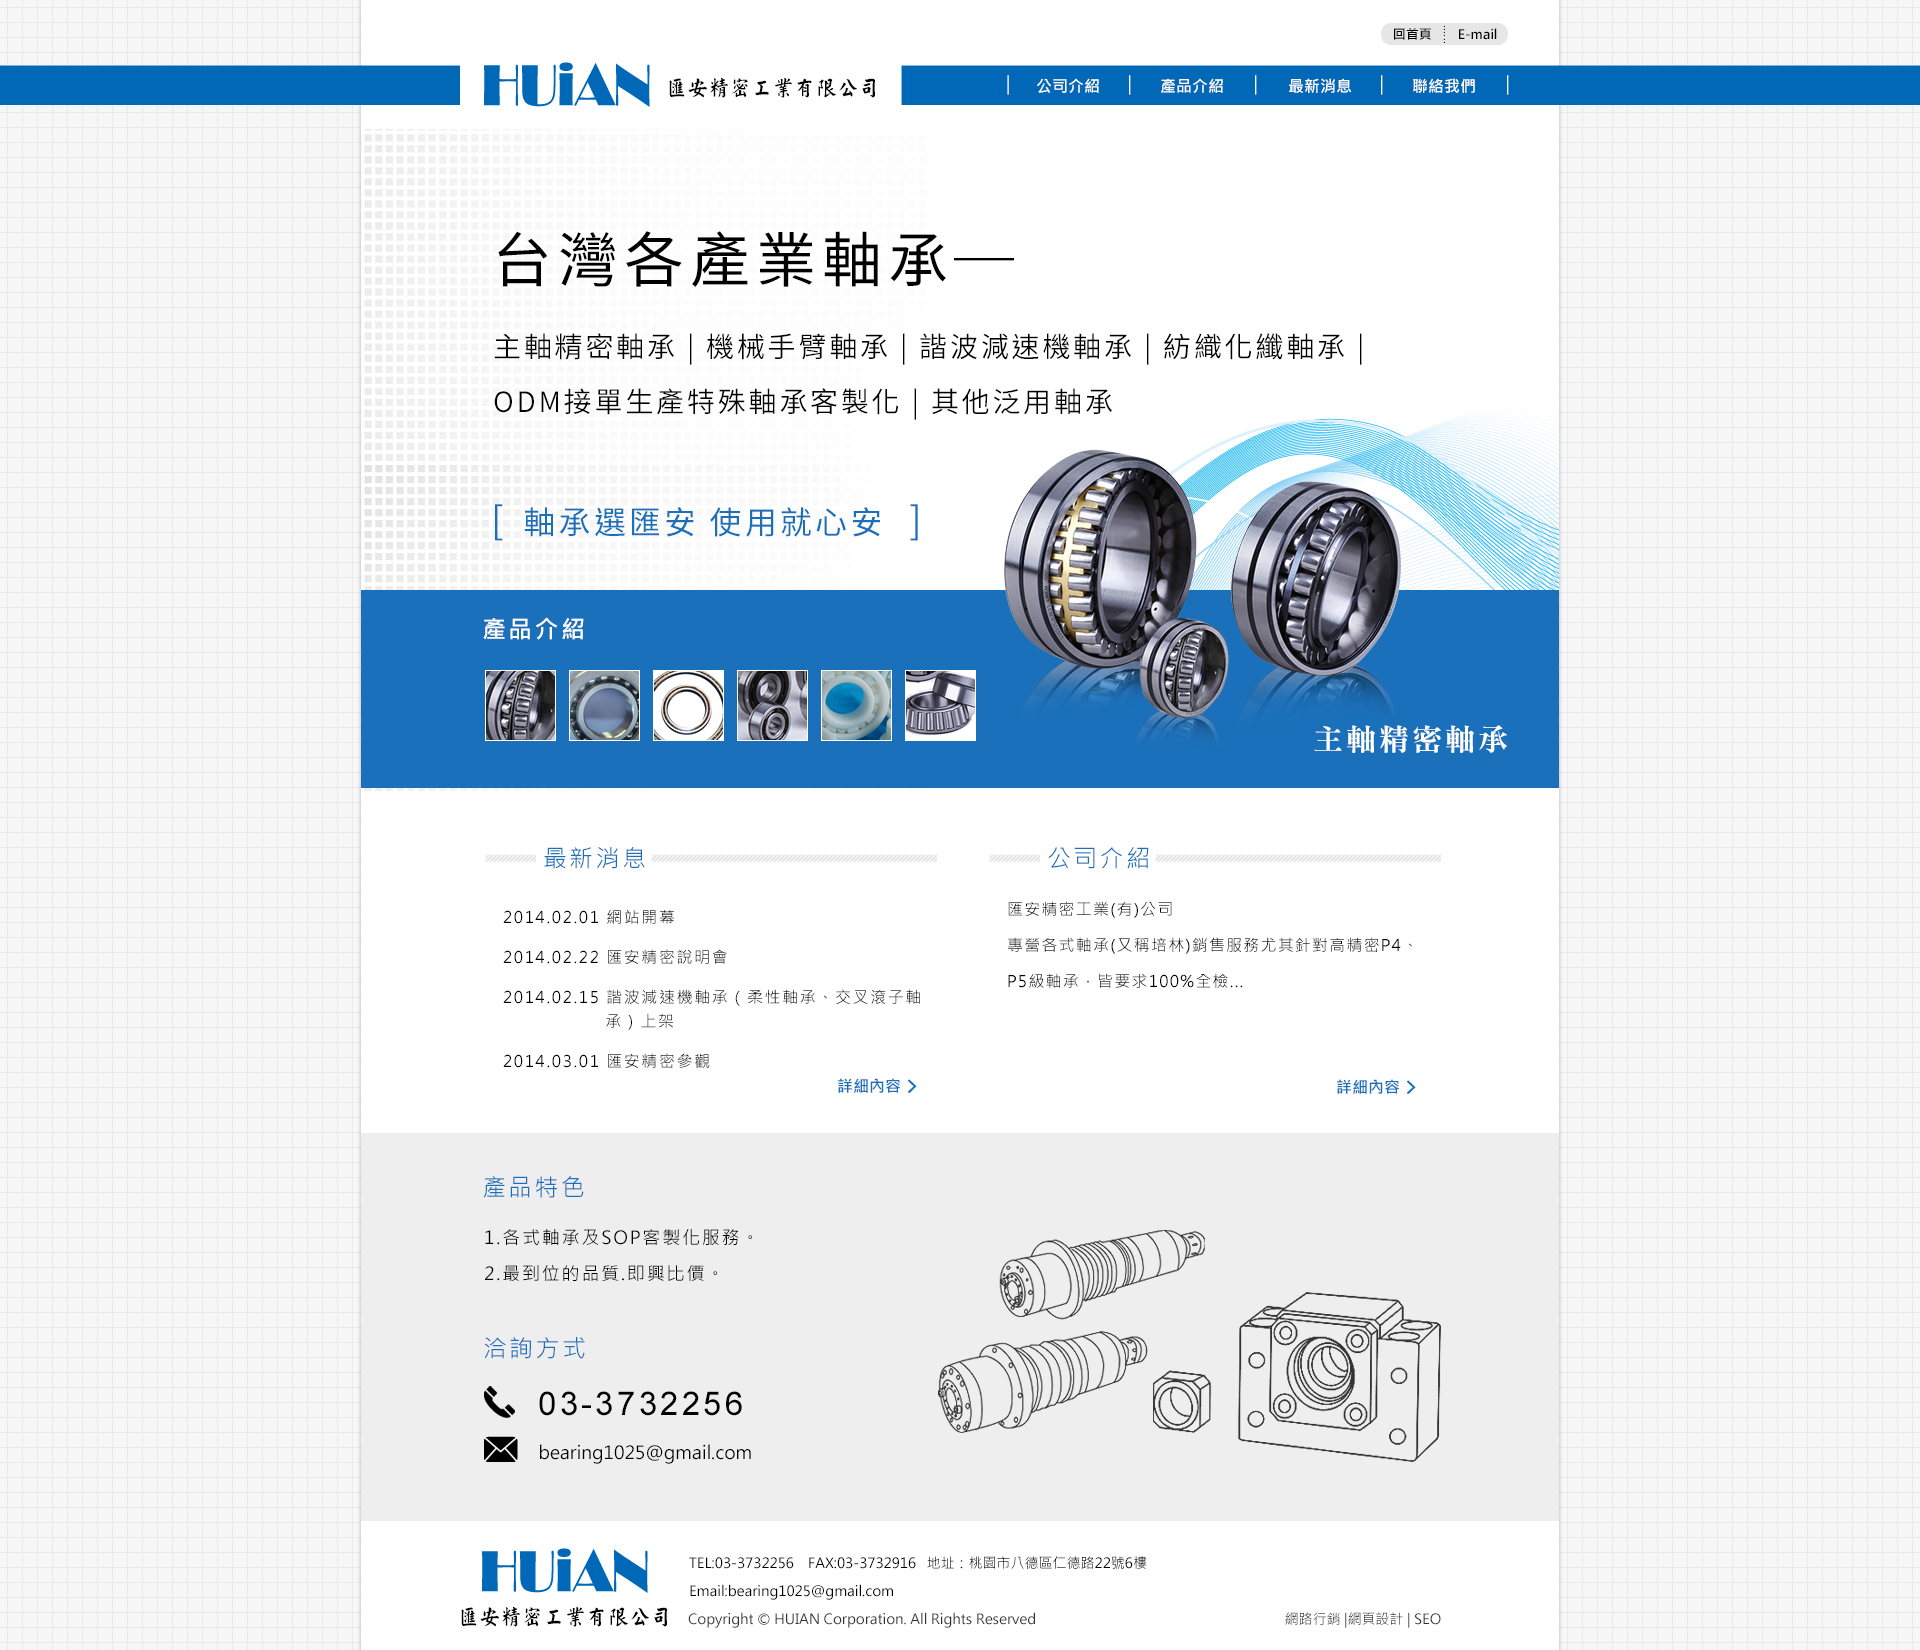 回首頁 E-mail
HUiAN 匯安精密工業有限公司 公司介紹 產品介紹 最新消息 聯絡我們
台灣各產業軸承—
主軸精密軸承 | 機械手臂軸承 | 諧波減速機軸承 | 紡織化纖軸承 |
ODM接單生產特殊軸承客製化 | 其他泛用軸承
[ 軸承選匯安 使用就心安 ]
產品介紹
主軸精密軸承
最新消息
2014.02.01 網站開幕
2014.02.22 匯安精密說明會
2014.02.15 諧波減速機軸承 ( 柔性軸承、交叉滾子軸
承 ) 上架
2014.03.01 匯安精密參觀
詳細內容
公司介紹
匯安精密工業(有)公司
專營各式軸承(又稱培林)銷售服務尤其針對高精密P4、
P5級軸承，皆要求100%全檢...
詳細內容
產品特色
1.各式軸承及SOP客製化服務。
2.最到位的品質.即興比價。
洽詢方式
03-3732256
bearing1025@gmail.com
HUiAN
匯安精密工業有限公司
TEL:03-3732256 FAX:03-3732916 地址：桃園市八德區仁德路22號6樓
Email:bearing1025@gmail.com
Copyright © HUIAN Corporation. All Rights Reserved
網路行銷 |網頁設計 | SEO